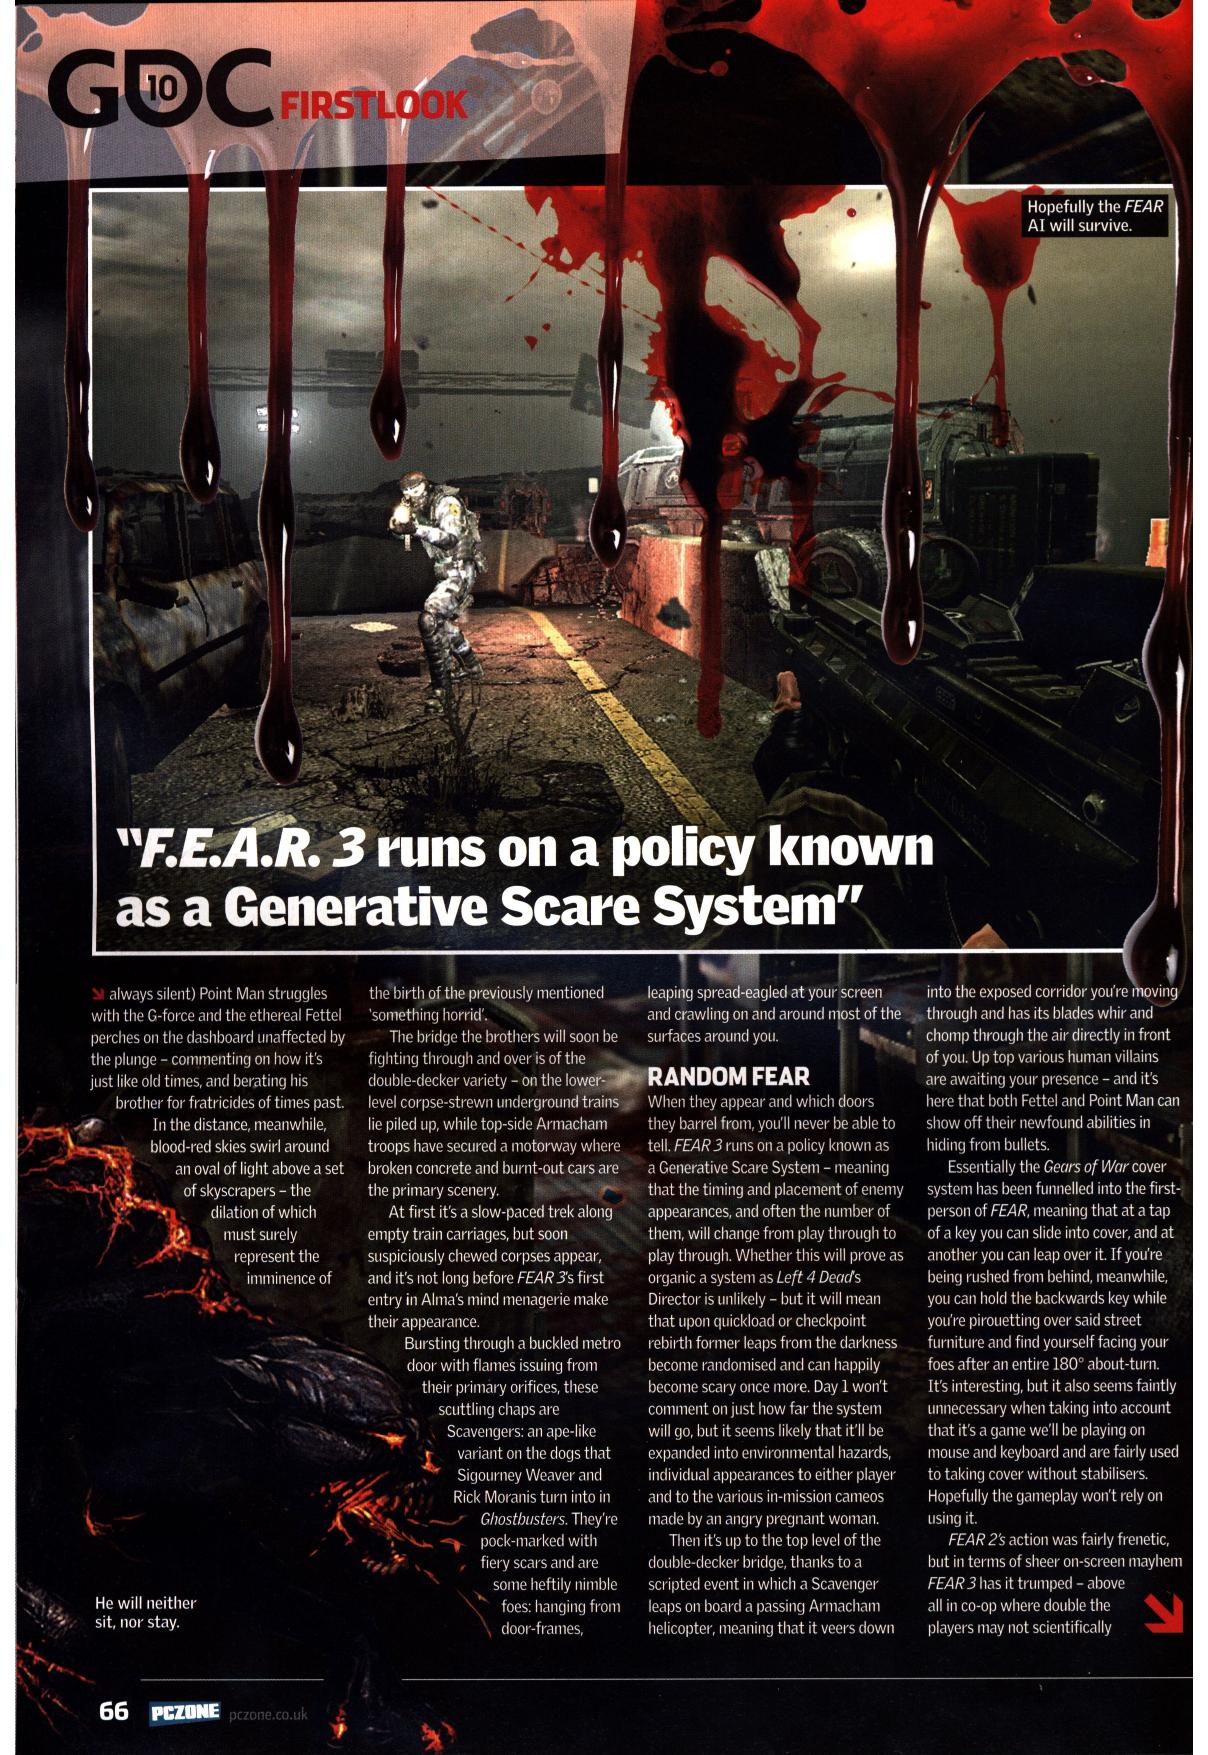 GDC 10 FIRSTLOOK
Hopefully the FEAR
AI will survive.
"F.E.A.R. 3 runs on a policy known
as a Generative Scare System"
always silent) Point Man struggles
with the G-force and the ethereal Fettel
perches on the dashboard unaffected by
the plunge – commenting on how it's
just like old times, and berating his
brother for fratricides of times past.
In the distance, meanwhile,
blood-red skies swirl around
an oval of light above a set
of skyscrapers – the
dilation of which
must surely
represent the
imminence of
the birth of the previously mentioned
'something horrid'.
The bridge the brothers will soon be
fighting through and over is of the
double-decker variety – on the lower-
level corpse-strewn underground trains
lie piled up, while top-side Armacham
troops have secured a motorway where
broken concrete and burnt-out cars are
the primary scenery.
At first it's a slow-paced trek along
empty train carriages, but soon
suspiciously chewed corpses appear,
and it's not long before FEAR 3's first
entry in Alma's mind menagerie make
their appearance.
Bursting through a buckled metro
door with flames issuing from
their primary orifices, these
scuttling chaps are
Scavengers: an ape-like
variant on the dogs that
Sigourney Weaver and
Rick Moranis turn into in
Ghostbusters. They're
pock-marked with
fiery scars and are
some heftily nimble
foes: hanging from
door-frames,
leaping spread-eagled at your screen
and crawling on and around most of the
surfaces around you.
RANDOM FEAR
When they appear and which doors
they barrel from, you'll never be able to
tell. FEAR 3 runs on a policy known as
a Generative Scare System – meaning
that the timing and placement of enemy
appearances, and often the number of
them, will change from play through to
play through. Whether this will prove as
organic a system as Left 4 Dead's
Director is unlikely – but it will mean
that upon quickload or checkpoint
rebirth former leaps from the darkness
become randomised and can happily
become scary once more. Day 1 won't
comment on just how far the system
will go, but it seems likely that it'll be
expanded into environmental hazards,
individual appearances to either player
and to the various in-mission cameos
made by an angry pregnant woman.
Then it's up to the top level of the
double-decker bridge, thanks to a
scripted event in which a Scavenger
leaps on board a passing Armacham
helicopter, meaning that it veers down
into the exposed corridor you're moving
through and has its blades whir and
chomp through the air directly in front
of you. Up top various human villains
are awaiting your presence – and it's
here that both Fettel and Point Man can
show off their newfound abilities in
hiding from bullets.
Essentially the Gears of War cover
system has been funnelled into the first-
person of FEAR, meaning that at a tap
of a key you can slide into cover, and at
another you can leap over it. If you're
being rushed from behind, meanwhile,
you can hold the backwards key while
you're pirouetting over said street
furniture and find yourself facing your
foes after an entire 180° about-turn.
It's interesting, but it also seems faintly
unnecessary when taking into account
that it's a game we'll be playing on
mouse and keyboard and are fairly used
to taking cover without stabilisers.
Hopefully the gameplay won't rely on
using it.
FEAR 2's action was fairly frenetic,
but in terms of sheer on-screen mayhem
FEAR 3 has it trumped – above
all in co-op where double the
players may not scientifically
He will neither
sit, nor stay.
66 PCZONE pczone.co.uk